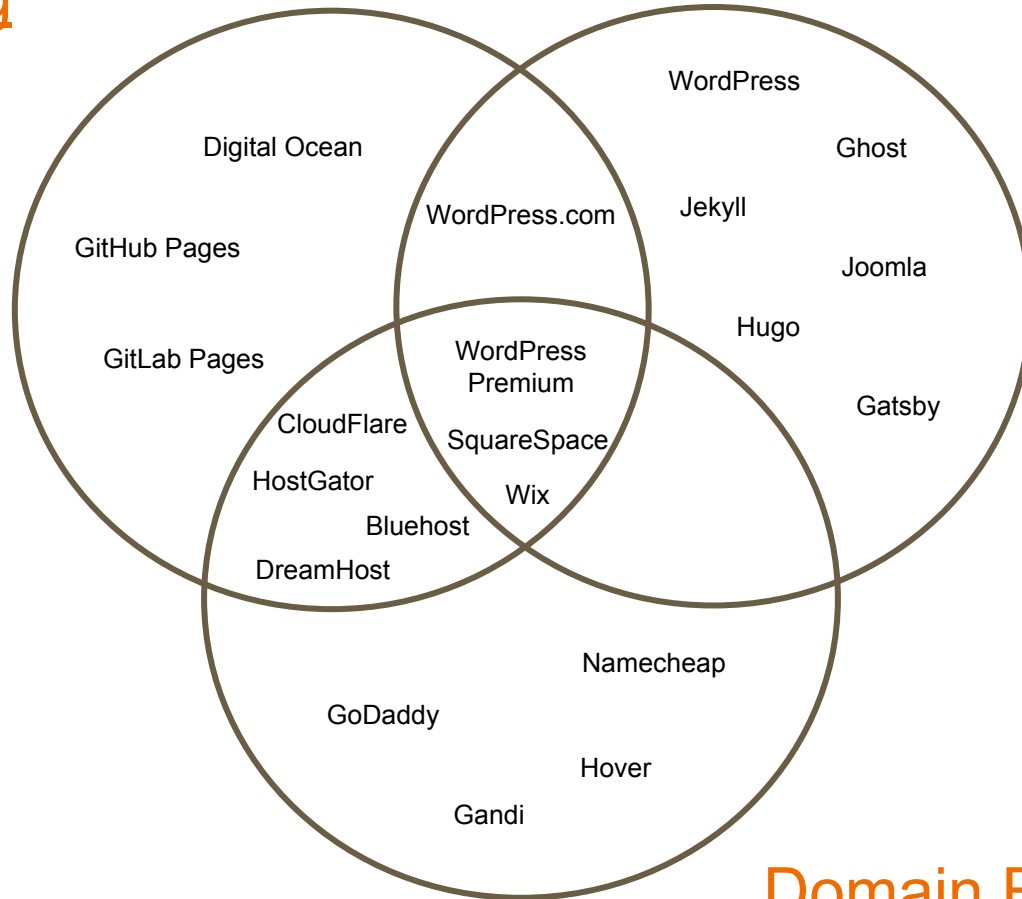 WordPress
Digital Ocean
Ghost
WordPress.com
Jekyll
GitHub Pages
Joomla
Hugo
GitLab Pages
WordPress
Premium
Gatsby
CloudFlare
SquareSpace
HostGator
Wix
Bluehost
DreamHost
Namecheap
GoDaddy
Hover
Gandi
Domain